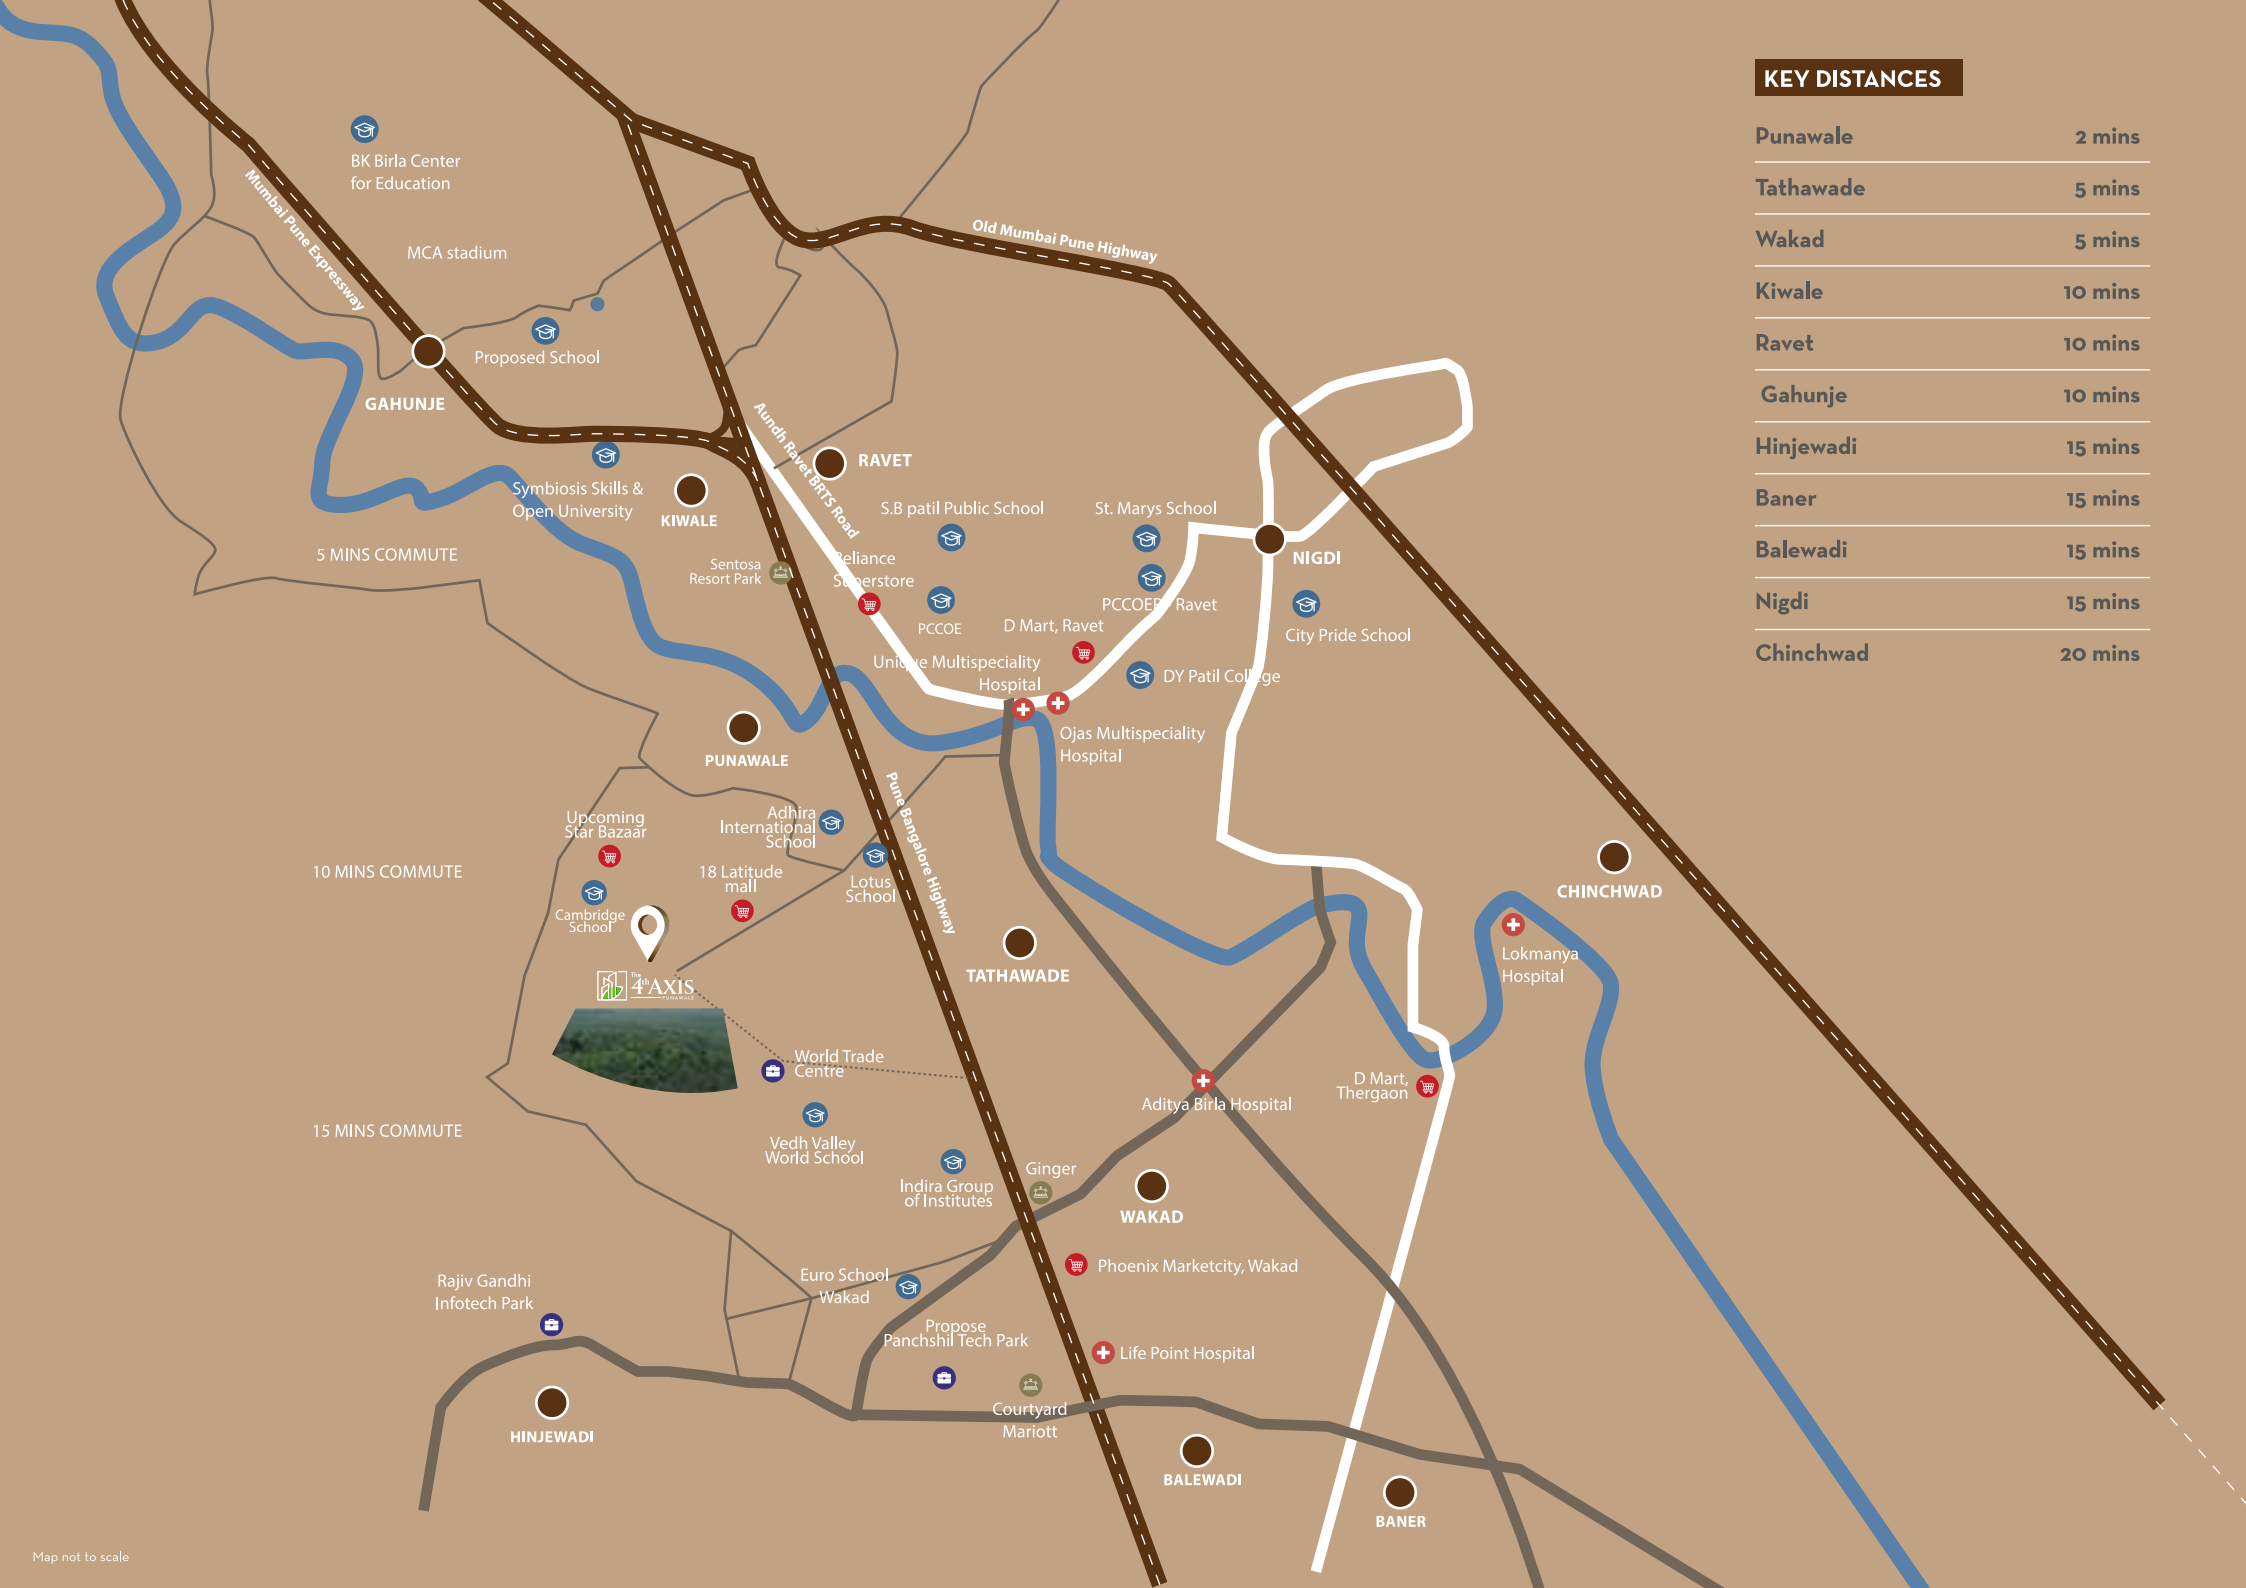 KEY DISTANCES
Punawale 2 mins
Tathawade 5 mins
Wakad 5 mins
Kiwale 10 mins
Ravet 10 mins
Gahunje 10 mins
Hinjewadi 15 mins
Baner 15 mins
Balewadi 15 mins
Nigdi 15 mins
Chinchwad 20 mins
BK Birla Center
for Education
Mumbai Pune Expressway
MCA stadium
Old Mumbai Pune Highway
Proposed School
GAHUNJE
Aundh Ravet BRTS Road
RAVET
Symbiosis Skills &
Open University
KIWALE
S.B patil Public School
St. Marys School
NIGDI
5 MINS COMMUTE
Sentosa
Resort Park
Reliance
Superstore
PCCOE
PCCOER, Ravet
D Mart, Ravet
City Pride School
Unique Multispeciality
Hospital
DY Patil College
Ojas Multispeciality
Hospital
PUNAWALE
Pune Bangalore Highway
Upcoming
Star Bazaar
Adhira
International
School
10 MINS COMMUTE
18 Latitude
mall
Lotus
School
CHINCHWAD
Cambridge
School
Lokmanya
Hospital
TATHAWADE
The
4th AXIS
PUNAWALE
World Trade
Centre
D Mart,
Thergaon
Aditya Birla Hospital
15 MINS COMMUTE
Vedh Valley
World School
Indira Group
of Institutes
Ginger
WAKAD
Phoenix Marketcity, Wakad
Euro School
Wakad
Rajiv Gandhi
Infotech Park
Propose
Panchshil Tech Park
Life Point Hospital
Courtyard
Mariott
HINJEWADI
BALEWADI
BANER
Map not to scale